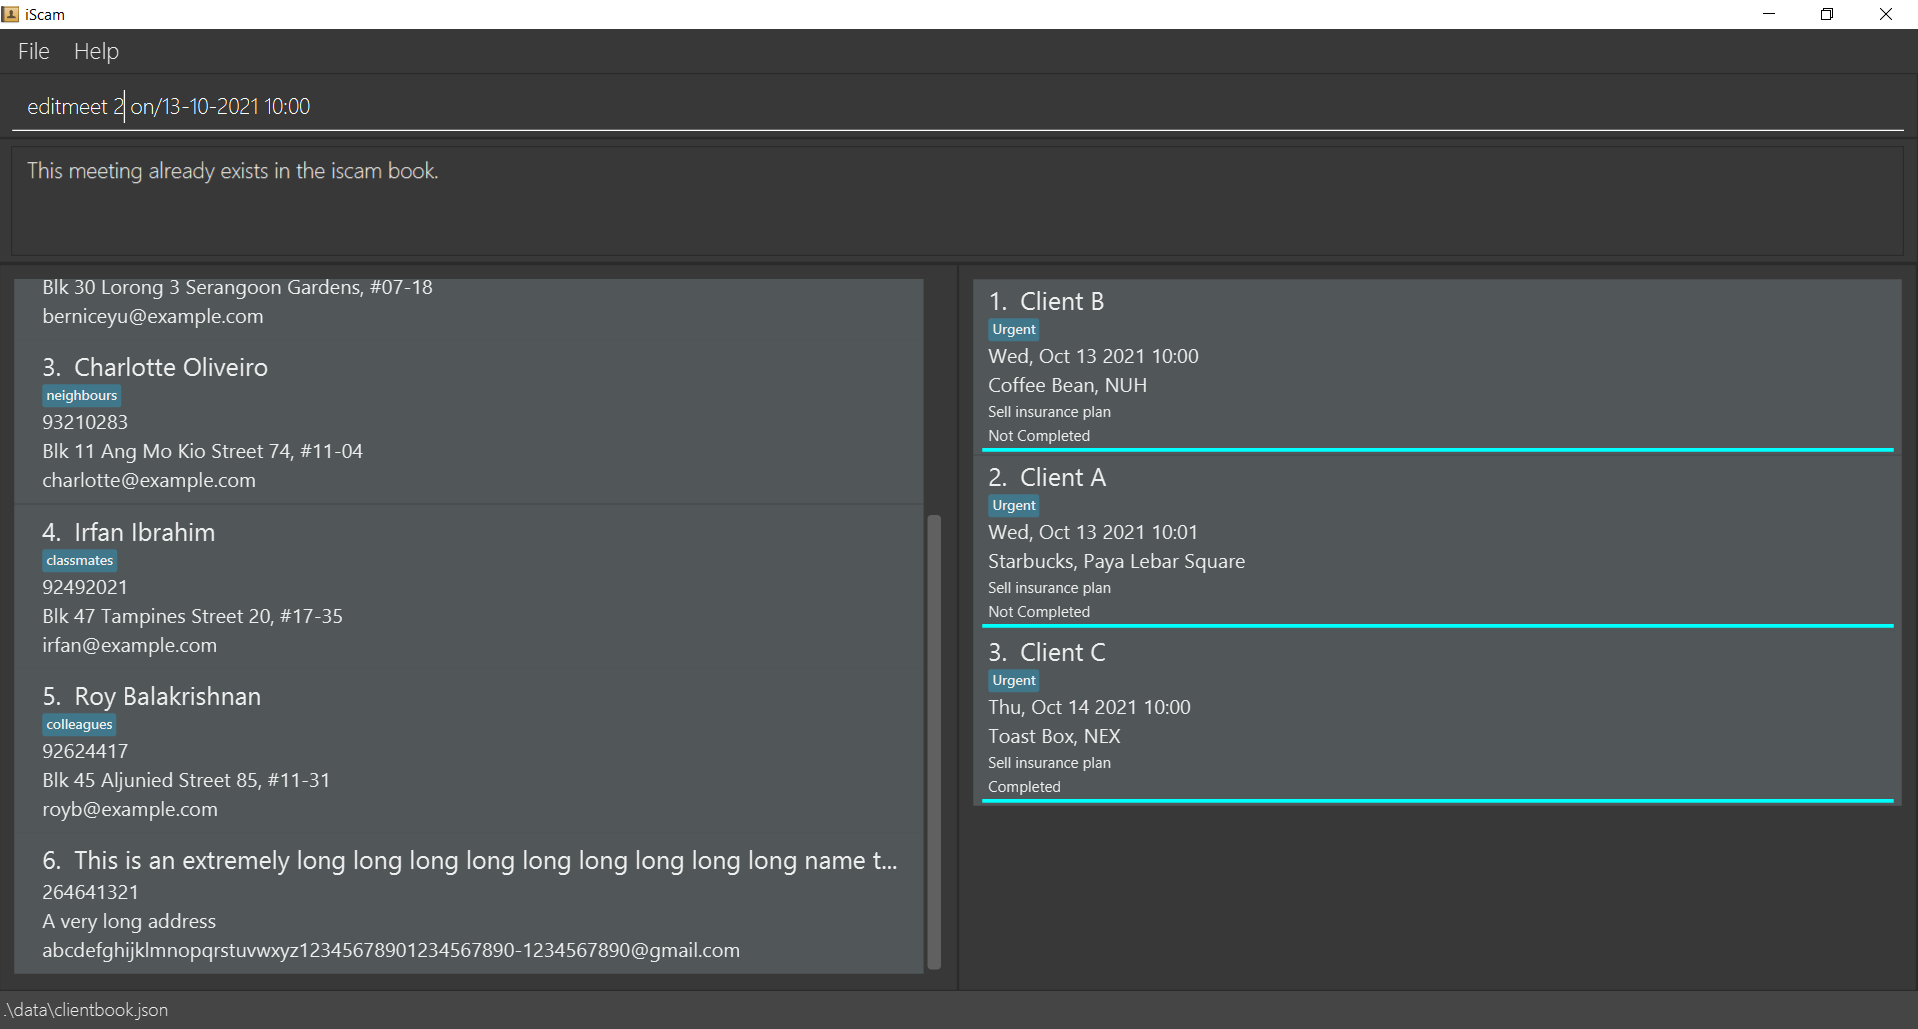 iScam
File Help
editmeet 2 on/13-10-2021 10:00
This meeting already exists in the iscam book.
Blk 30 Lorong 3 Serangoon Gardens, #07-18
berniceyu@example.com
3. Charlotte Oliveiro
neighbours
93210283
Blk 11 Ang Mo Kio Street 74, #11-04
charlotte@example.com
4. Irfan Ibrahim
classmates
92492021
Blk 47 Tampines Street 20, #17-35
irfan@example.com
5. Roy Balakrishnan
colleagues
92624417
Blk 45 Aljunied Street 85, #11-31
royb@example.com
6. This is an extremely long long long long long long long long long name t...
264641321
A very long address
abcdefghijklmnopqrstuvwxyz12345678901234567890-1234567890@gmail.com
1. Client B
Urgent
Wed, Oct 13 2021 10:00
Coffee Bean, NUH
Sell insurance plan
Not Completed
2. Client A
Urgent
Wed, Oct 13 2021 10:01
Starbucks, Paya Lebar Square
Sell insurance plan
Not Completed
3. Client C
Urgent
Thu, Oct 14 2021 10:00
Toast Box, NEX
Sell insurance plan
Completed
.\data\clientbook.json